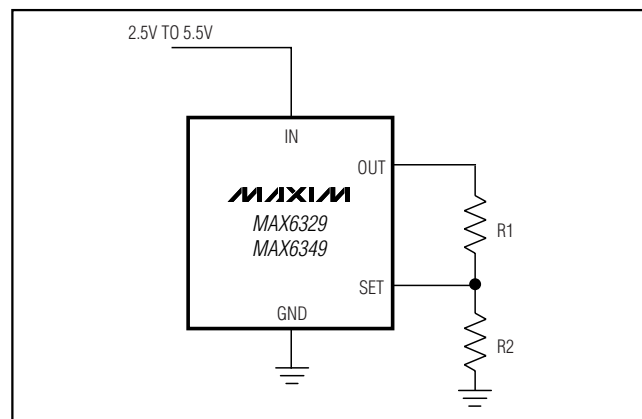 2.5V TO 5.5V
IN
OUT
MAXIM
MAX6329
MAX6349
R1
SET
GND
R2